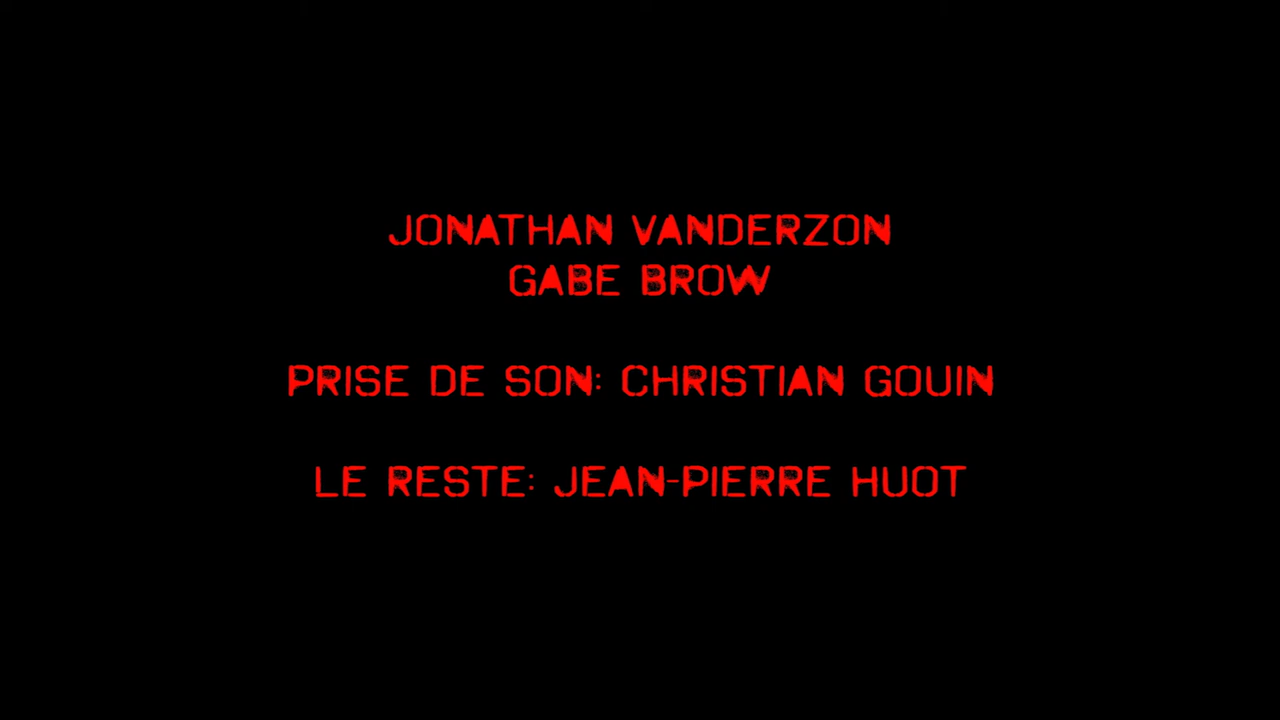 JONATHAN VANDERZON
GABE BROW
PRISE DE SON: CHRISTIAN GOUIN
LE RESTE: JEAN-PIERRE HUOT